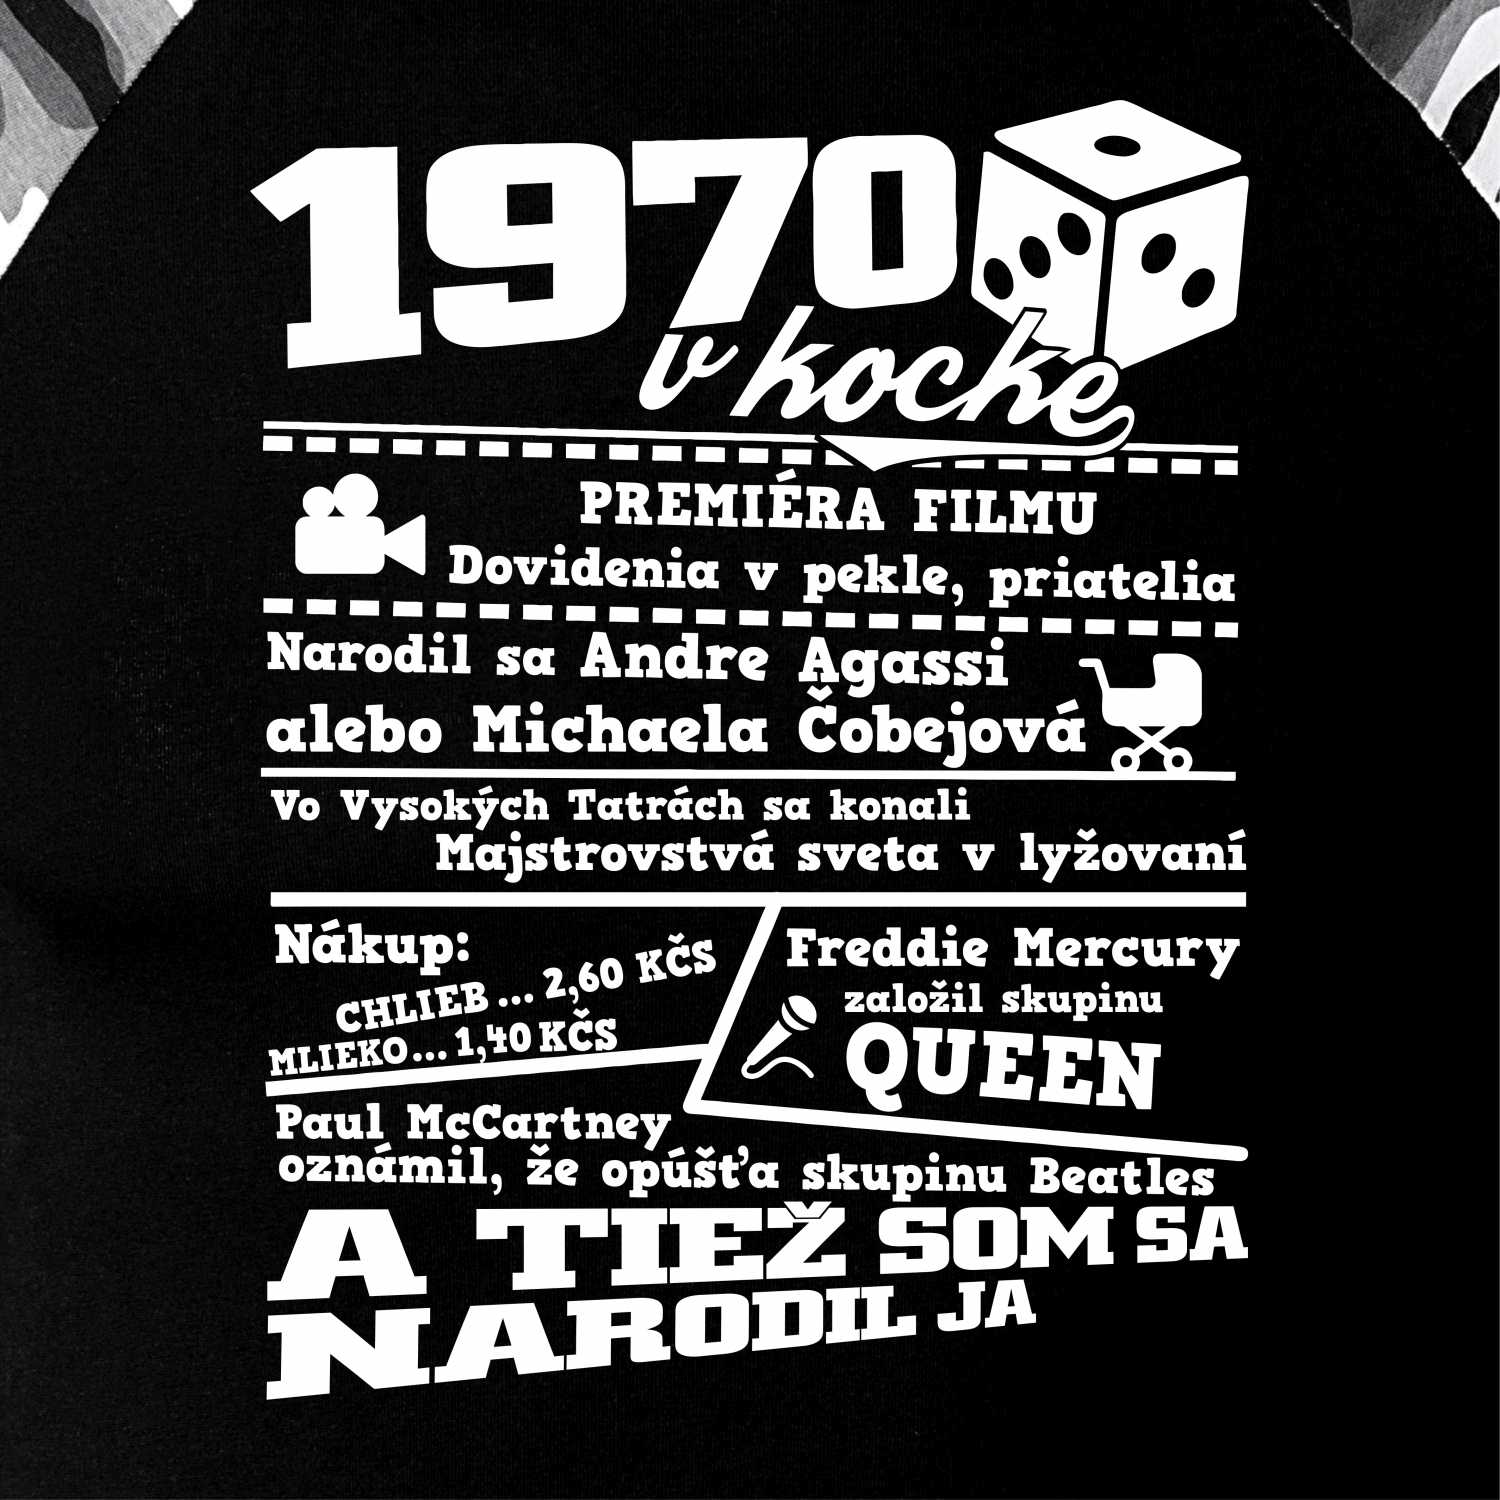 1970
v kocke
PREMIÉRA FILMU
Dovidenia v pekle, priatelia
Narodil sa Andre Agassi
alebo Michaela Čobejová
Vo Vysokých Tatrách sa konali
Majstrovstvá sveta v lyžovaní
Nákup:
CHLIEB ... 2,60 KČS
MLIEKO... 1,40 KČS
Freddie Mercury
založil skupinu
QUEEN
Paul McCartney
oznámil, že opúšťa skupinu Beatles
A TIEŽ SOM SA
NARODIL JA